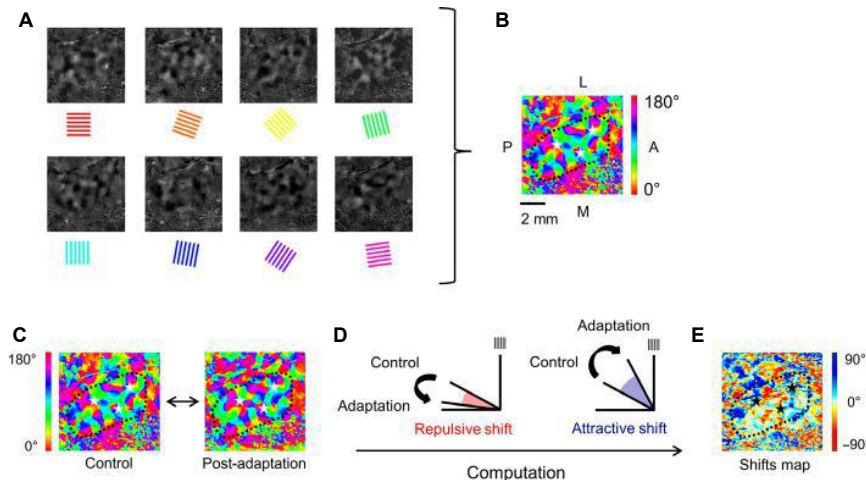 A
B
L
180°
P
A
0°
M
2 mm
C
180°
0°
Control
Post-adaptation
D
Adaptation
Control
Control
Adaptation
Repulsive shift
Attractive shift
Computation
E
90°
0°
–90°
Shifts map